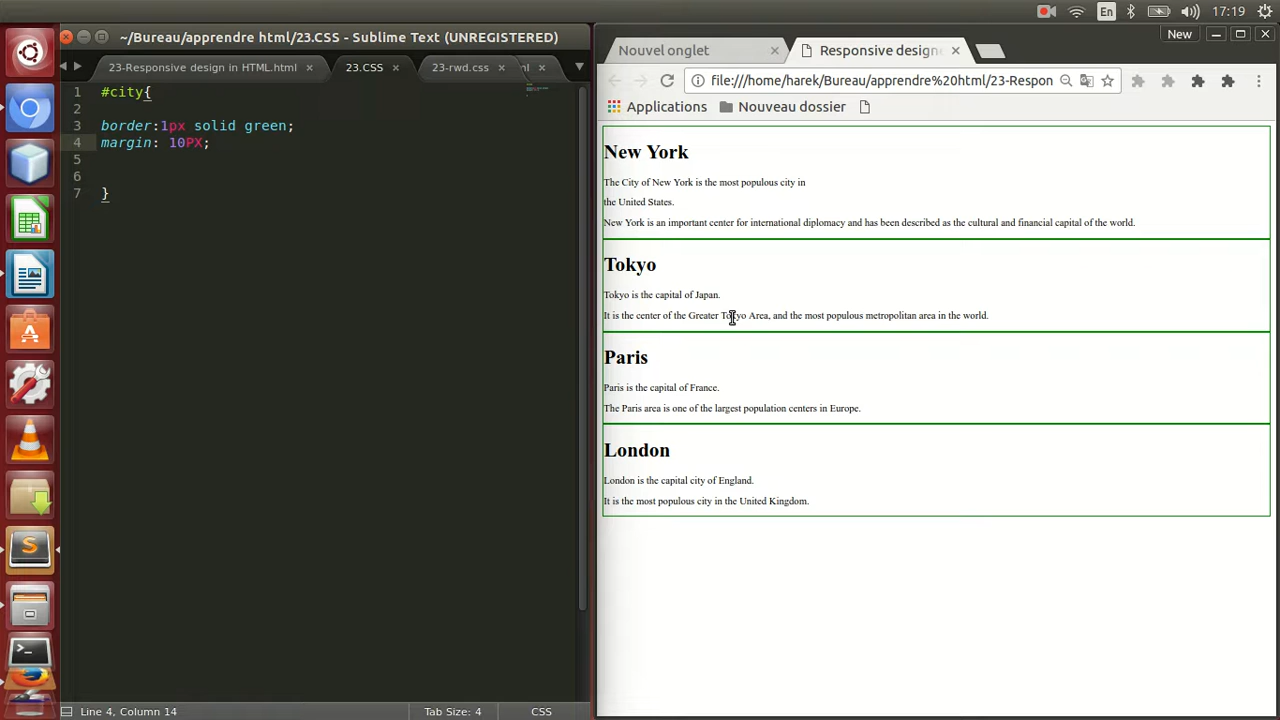 En
17:19
~/Bureau/apprendre html/23.CSS - Sublime Text (UNREGISTERED)
23-Responsive design in HTML.html
23.CSS
23-rwd.css
1 #city{
2
3 border:1px solid green;
4 margin: 10PX;
5
6
7 }
Line 4, Column 14
Tab Size: 4
CSS
New
Nouvel onglet
Responsive designe
file:///home/harek/Bureau/apprendre%20html/23-Respon
Applications
Nouveau dossier
New York
The City of New York is the most populous city in
the United States.
New York is an important center for international diplomacy and has been described as the cultural and financial capital of the world.
Tokyo
Tokyo is the capital of Japan.
It is the center of the Greater Tokyo Area, and the most populous metropolitan area in the world.
Paris
Paris is the capital of France.
The Paris area is one of the largest population centers in Europe.
London
London is the capital city of England.
It is the most populous city in the United Kingdom.